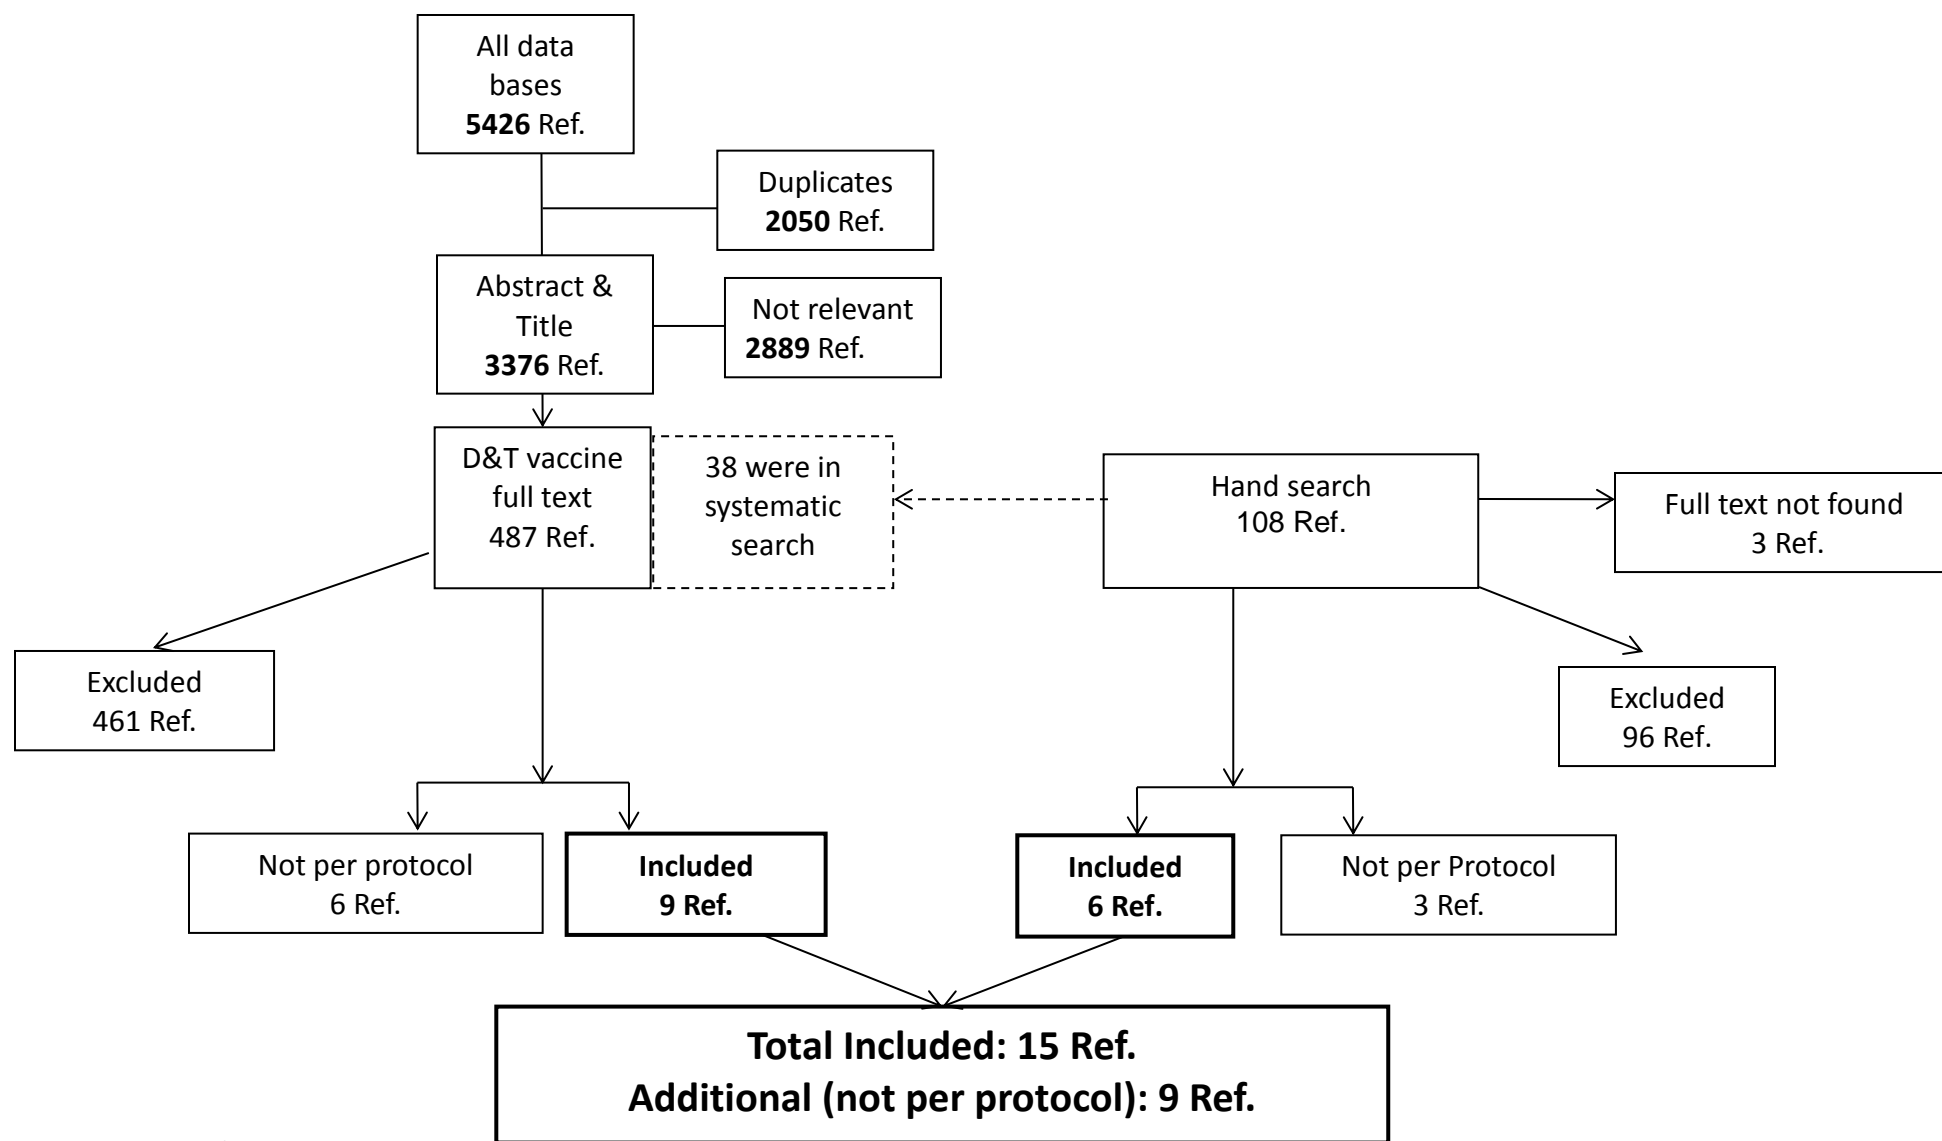 All data
bases
5426 Ref.
Duplicates
2050 Ref.
Abstract &
Title
3376 Ref.
Not relevant
2889 Ref.
D&T vaccine
full text
487 Ref.
38 were in
systematic
search
Hand search
108 Ref.
Full text not found
3 Ref.
Excluded
461 Ref.
Excluded
96 Ref.
Not per protocol
6 Ref.
Included
9 Ref.
Included
6 Ref.
Not per Protocol
3 Ref.
Total Included: 15 Ref.
Additional (not per protocol): 9 Ref.